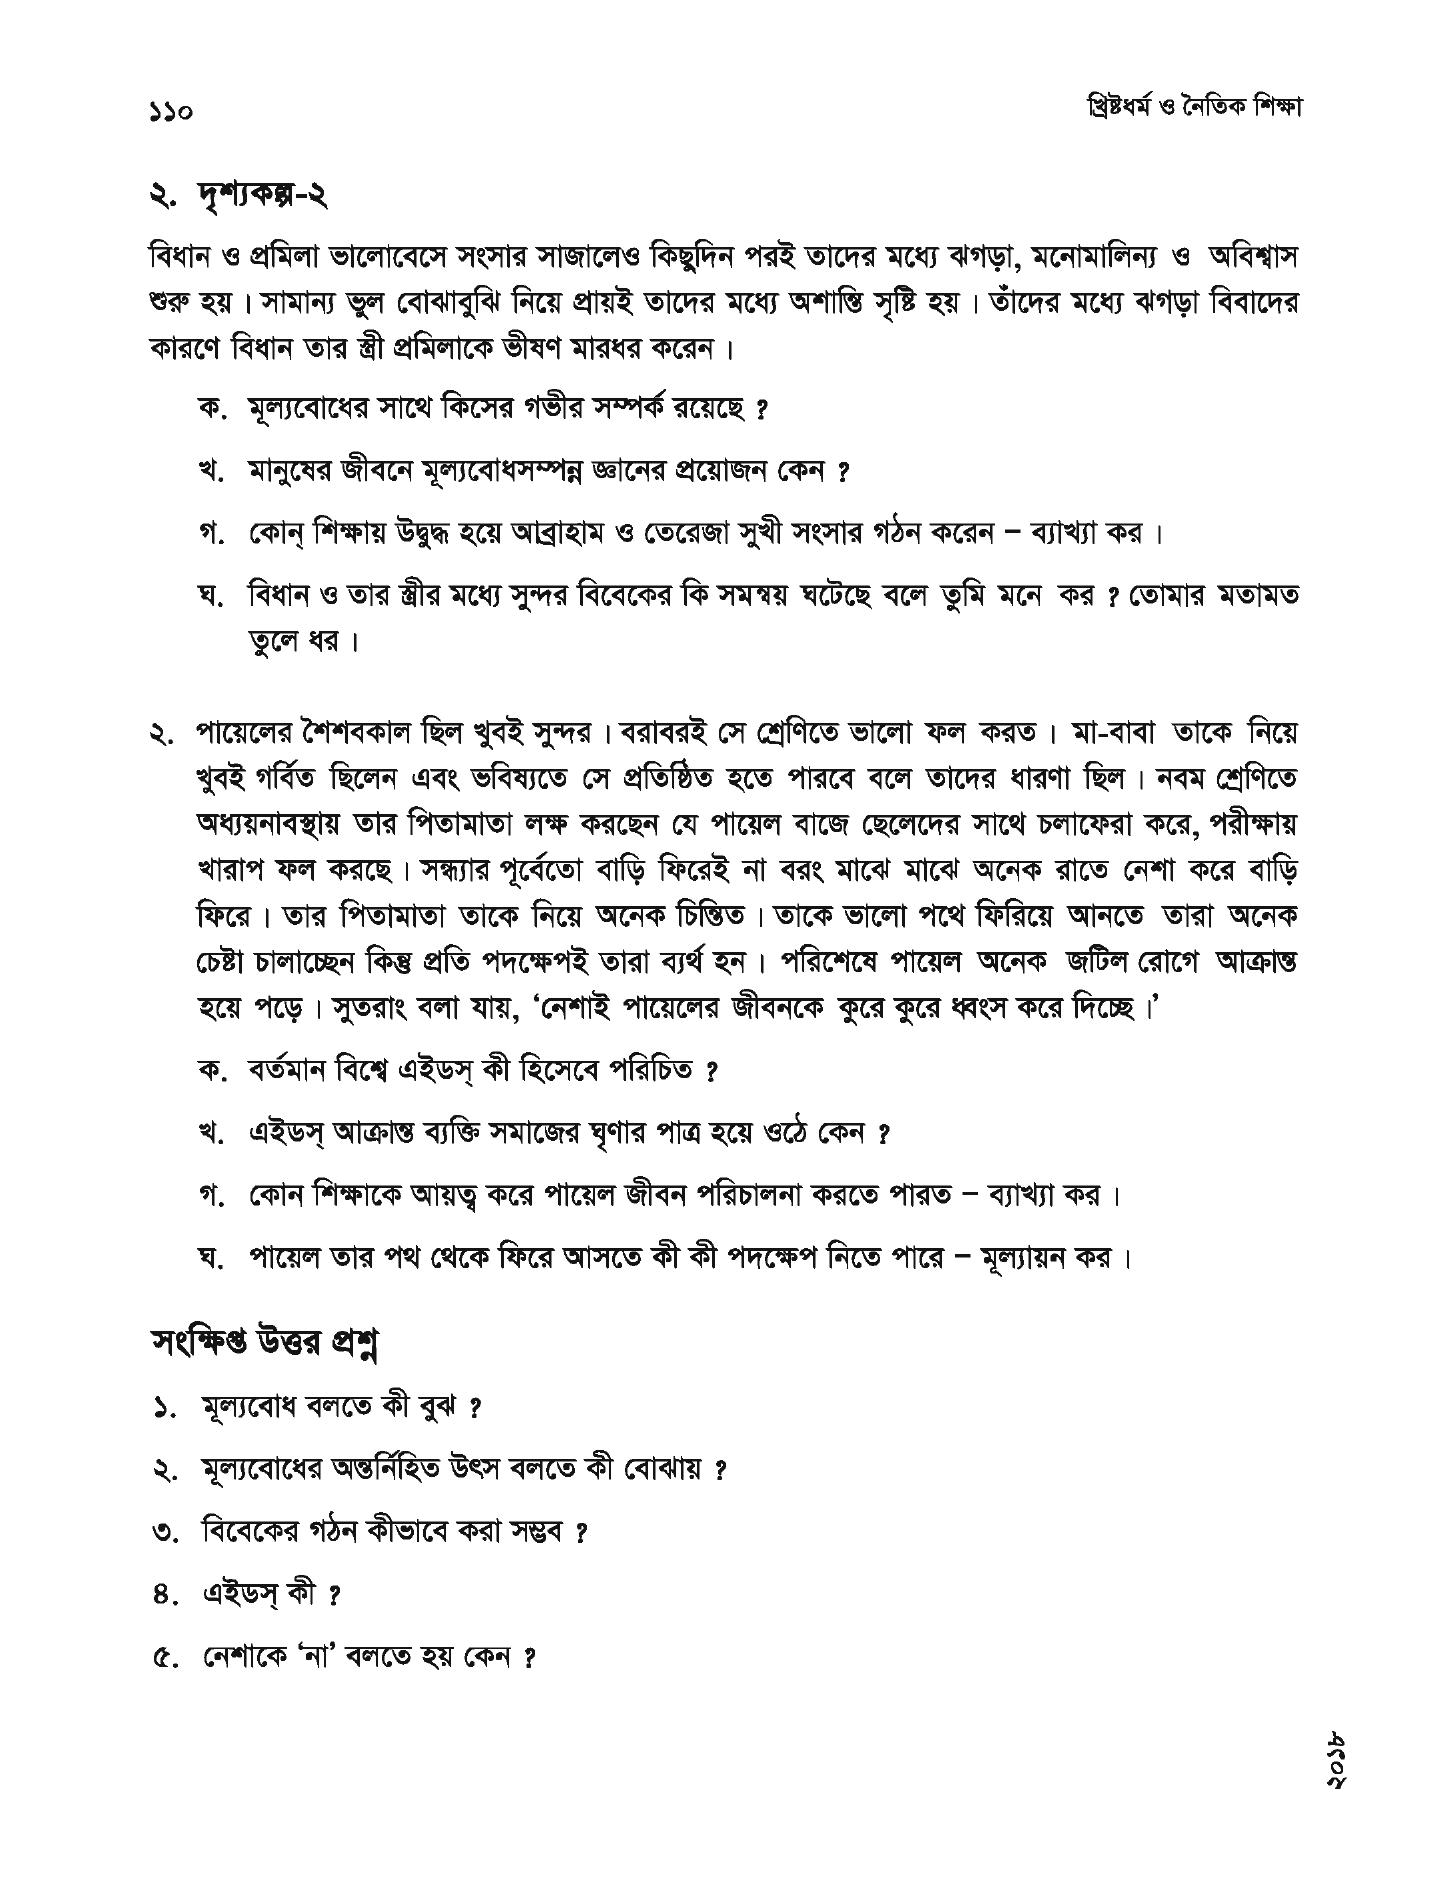 ১১০
খ্রিষ্টধর্ম ও নৈতিক শিক্ষা
২. দৃশ্যকল্প-২
বিধান ও প্রমিলা ভালোবেসে সংসার সাজালেও কিছুদিন পরই তাদের মধ্যে ঝগড়া, মনোমালিন্য ও অবিশ্বাস
শুরু হয়। সামান্য ভুল বোঝাবুঝি নিয়ে প্রায়ই তাদের মধ্যে অশান্তি সৃষ্টি হয়। তাঁদের মধ্যে ঝগড়া বিবাদের
কারণে বিধান তার স্ত্রী প্রমিলাকে ভীষণ মারধর করেন।
ক. মূল্যবোধের সাথে কিসের গভীর সম্পর্ক রয়েছে ?
খ. মানুষের জীবনে মূল্যবোধসম্পন্ন জ্ঞানের প্রয়োজন কেন ?
গ. কোন্ শিক্ষায় উদ্বুদ্ধ হয়ে আব্রাহাম ও তেরেজা সুখী সংসার গঠন করেন – ব্যাখ্যা কর।
ঘ. বিধান ও তার স্ত্রীর মধ্যে সুন্দর বিবেকের কি সমন্বয় ঘটেছে বলে তুমি মনে কর ? তোমার মতামত
তুলে ধর।
২. পায়েলের শৈশবকাল ছিল খুবই সুন্দর। বরাবরই সে শ্রেণিতে ভালো ফল করত। মা-বাবা তাকে নিয়ে
খুবই গর্বিত ছিলেন এবং ভবিষ্যতে সে প্রতিষ্ঠিত হতে পারবে বলে তাদের ধারণা ছিল। নবম শ্রেণিতে
অধ্যয়নাবস্থায় তার পিতামাতা লক্ষ করছেন যে পায়েল বাজে ছেলেদের সাথে চলাফেরা করে, পরীক্ষায়
খারাপ ফল করছে। সন্ধ্যার পূর্বেতো বাড়ি ফিরেই না বরং মাঝে মাঝে অনেক রাতে নেশা করে বাড়ি
ফিরে। তার পিতামাতা তাকে নিয়ে অনেক চিন্তিত। তাকে ভালো পথে ফিরিয়ে আনতে তারা অনেক
চেষ্টা চালাচ্ছেন কিন্তু প্রতি পদক্ষেপই তারা ব্যর্থ হন। পরিশেষে পায়েল অনেক জটিল রোগে আক্রান্ত
হয়ে পড়ে। সুতরাং বলা যায়, ‘নেশাই পায়েলের জীবনকে কুরে কুরে ধ্বংস করে দিচ্ছে।’
ক. বর্তমান বিশ্বে এইডস্ কী হিসেবে পরিচিত ?
খ. এইডস্ আক্রান্ত ব্যক্তি সমাজের ঘৃণার পাত্র হয়ে ওঠে কেন ?
গ. কোন শিক্ষাকে আয়ত্ব করে পায়েল জীবন পরিচালনা করতে পারত – ব্যাখ্যা কর।
ঘ. পায়েল তার পথ থেকে ফিরে আসতে কী কী পদক্ষেপ নিতে পারে – মূল্যায়ন কর।
সংক্ষিপ্ত উত্তর প্রশ্ন
১. মূল্যবোধ বলতে কী বুঝ ?
২. মূল্যবোধের অন্তর্নিহিত উৎস বলতে কী বোঝায় ?
৩. বিবেকের গঠন কীভাবে করা সম্ভব ?
৪. এইডস্ কী ?
৫. নেশাকে ‘না’ বলতে হয় কেন ?
২০১৮